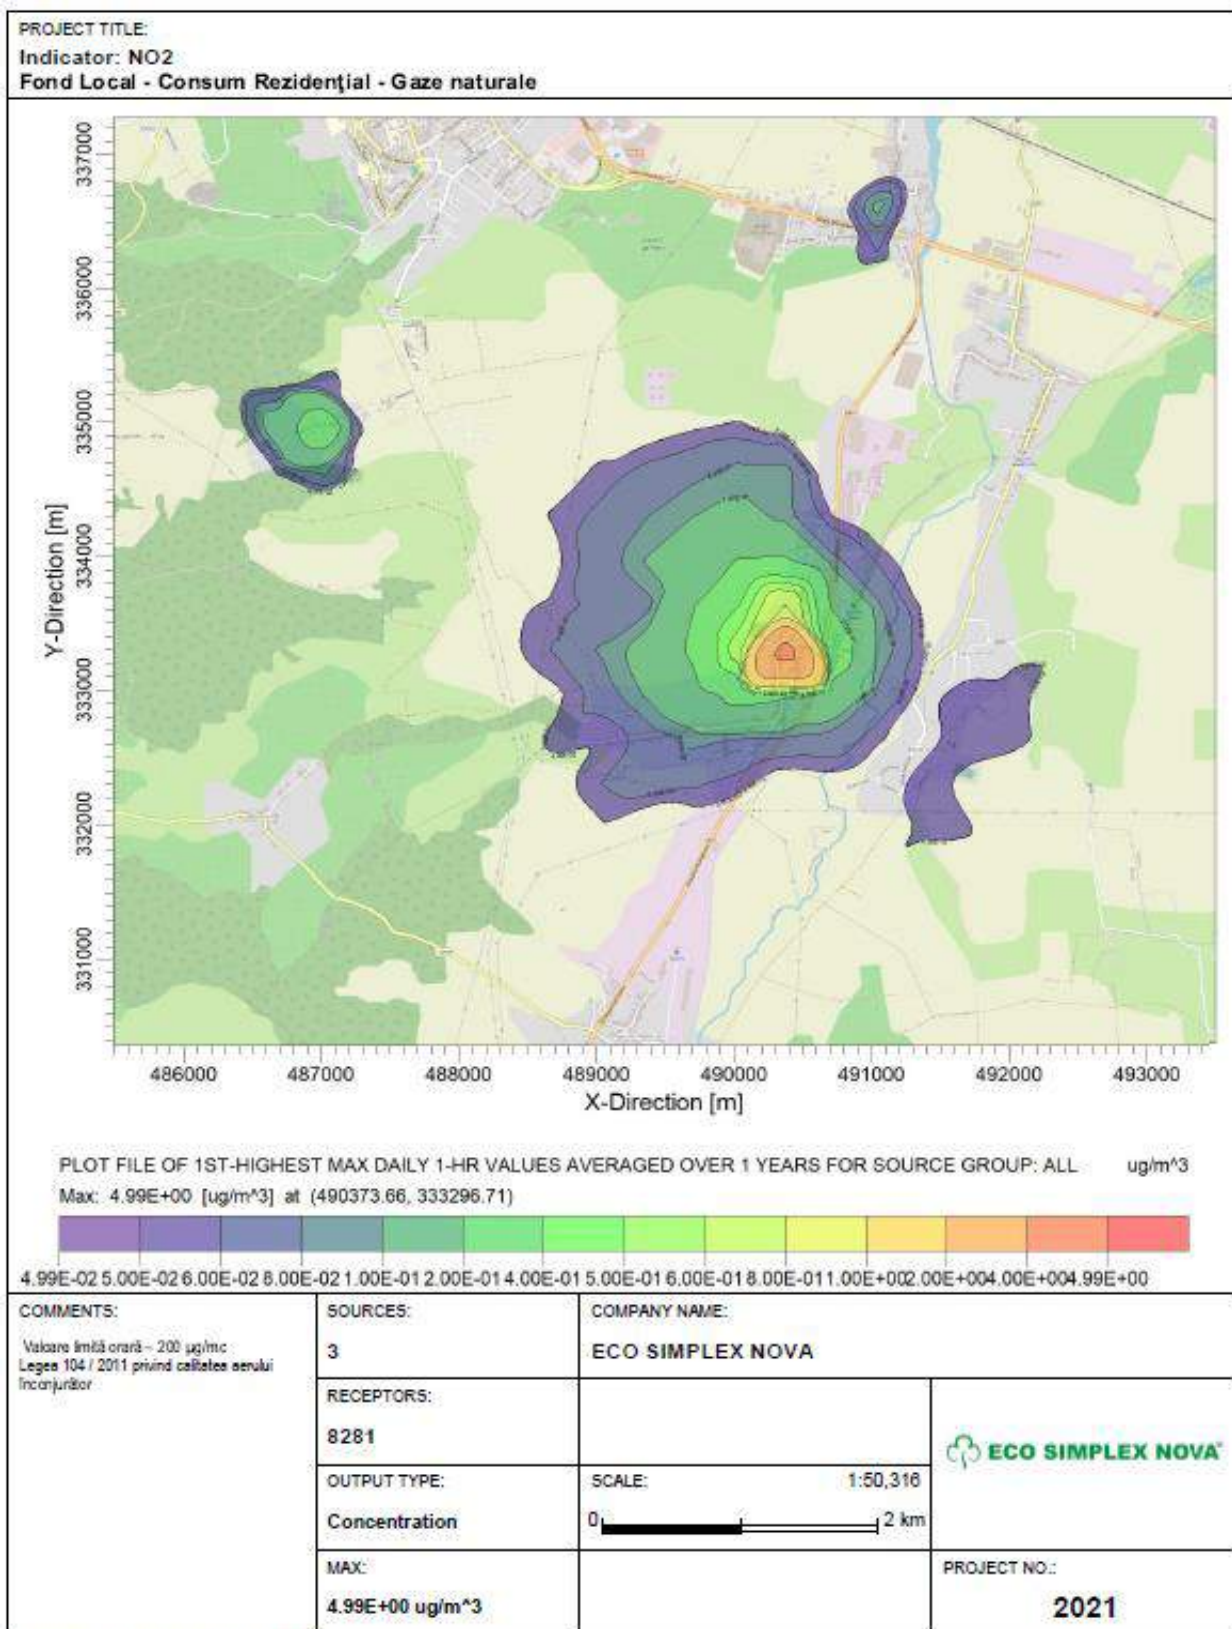 PROJECT TITLE:
Indicator: NO2
Fond Local - Consum Rezidenţial - Gaze naturale
Y-Direction [m]
337000
336000
335000
334000
333000
332000
331000
486000 487000 488000 489000 490000 491000 492000 493000
X-Direction [m]
PLOT FILE OF 1ST-HIGHEST MAX DAILY 1-HR VALUES AVERAGED OVER 1 YEARS FOR SOURCE GROUP: ALL ug/m^3
Max: 4.99E+00 [ug/m^3] at (490373.66, 333296.71)
4.99E-02 5.00E-02 6.00E-02 8.00E-02 1.00E-01 2.00E-01 4.00E-01 5.00E-01 6.00E-01 8.00E-01 1.00E+00 2.00E+00 4.00E+00 4.99E+00
COMMENTS:
Valoare limită orară – 200 µg/mc
Legea 104 / 2011 privind calitatea aerului
înconjurător
SOURCES:
3
COMPANY NAME:
ECO SIMPLEX NOVA
RECEPTORS:
8281
ECO SIMPLEX NOVA
OUTPUT TYPE:
Concentration
SCALE: 1:50,316
0 2 km
MAX:
4.99E+00 ug/m^3
PROJECT NO.:
2021